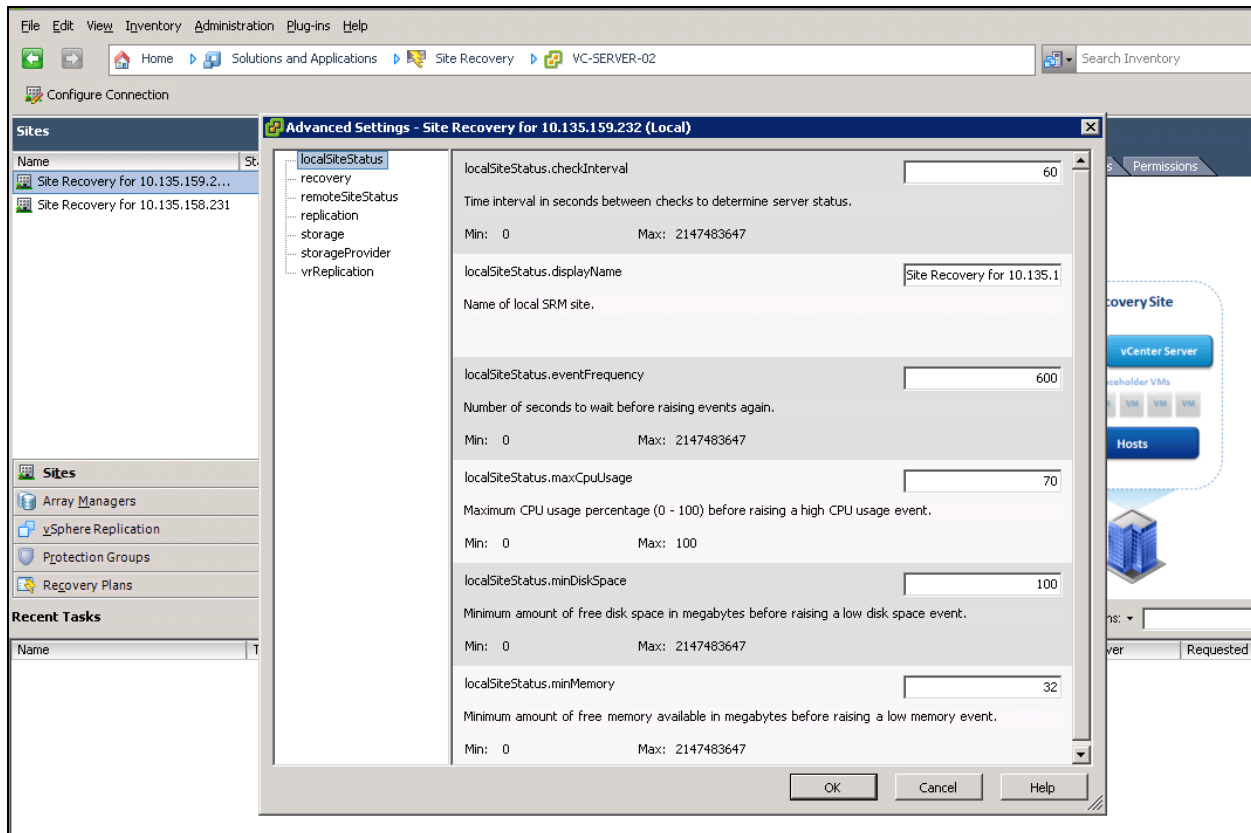 File Edit View Inventory Administration Plug-ins Help
Home Solutions and Applications Site Recovery VC-SERVER-02 Search Inventory
Configure Connection
Sites
Name St
Site Recovery for 10.135.159.2...
Site Recovery for 10.135.158.231
Sites
Array Managers
vSphere Replication
Protection Groups
Recovery Plans
Recent Tasks
Name T
Advanced Settings - Site Recovery for 10.135.159.232 (Local)
localSiteStatus
recovery
remoteSiteStatus
replication
storage
storageProvider
vrReplication
localSiteStatus.checkInterval 60
Time interval in seconds between checks to determine server status.
Min: 0 Max: 2147483647
localSiteStatus.displayName Site Recovery for 10.135.1
Name of local SRM site.
localSiteStatus.eventFrequency 600
Number of seconds to wait before raising events again.
Min: 0 Max: 2147483647
localSiteStatus.maxCpuUsage 70
Maximum CPU usage percentage (0 - 100) before raising a high CPU usage event.
Min: 0 Max: 100
localSiteStatus.minDiskSpace 100
Minimum amount of free disk space in megabytes before raising a low disk space event.
Min: 0 Max: 2147483647
localSiteStatus.minMemory 32
Minimum amount of free memory available in megabytes before raising a low memory event.
Min: 0 Max: 2147483647
OK Cancel Help
s Permissions
covery Site
vCenter Server
ceholder VMs
VM VM VM
Hosts
ns:
ver Requested